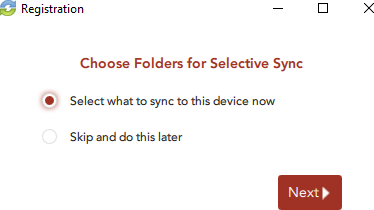 Registration
Choose Folders for Selective Sync
Select what to sync to this device now
Skip and do this later
Next